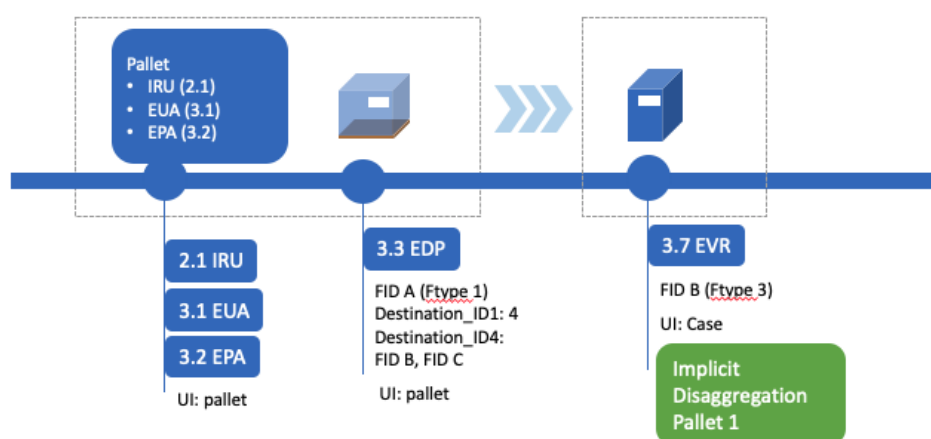 Pallet
• IRU (2.1)
• EUA (3.1)
• EPA (3.2)
2.1 IRU
3.1 EUA
3.2 EPA
UI: pallet
3.3 EDP
FID A (Ftype 1)
Destination_ID1: 4
Destination_ID4:
FID B, FID C
UI: pallet
3.7 EVR
FID B (Ftype 3)
UI: Case
Implicit
Disaggregation
Pallet 1